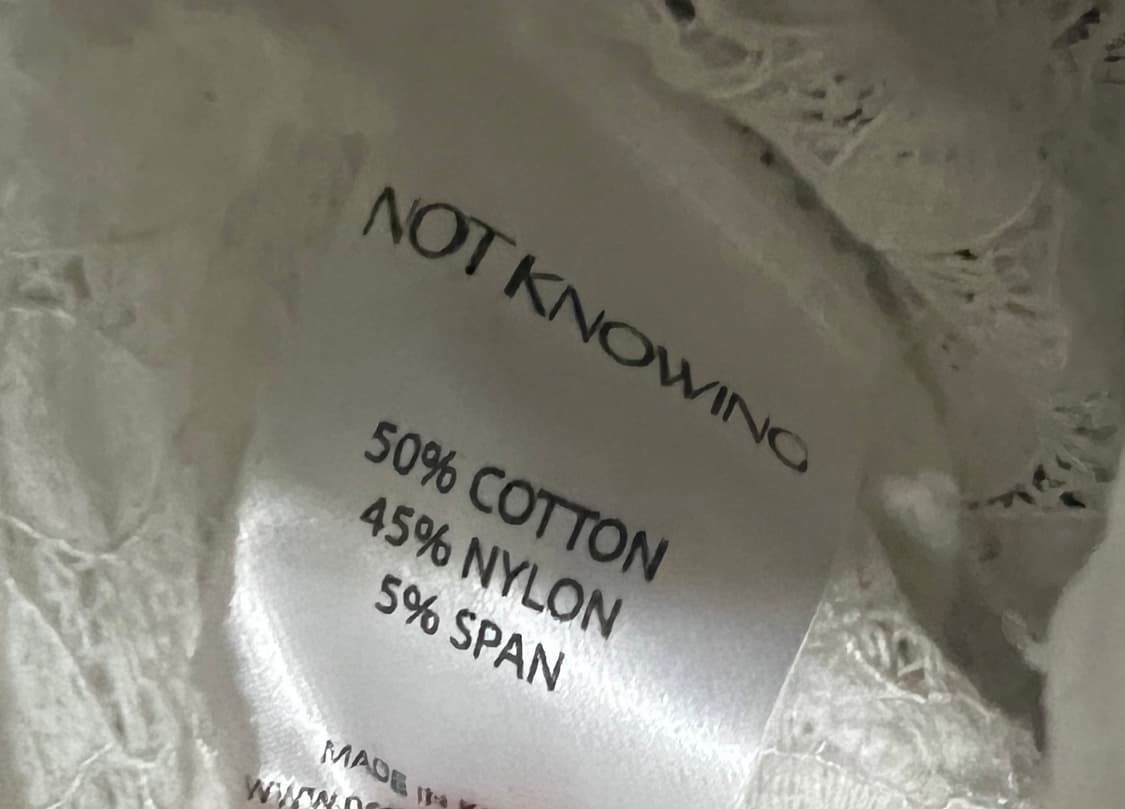 NOT KNOWING
50% COTTON
45% NYLON
5% SPAN
MADE IN